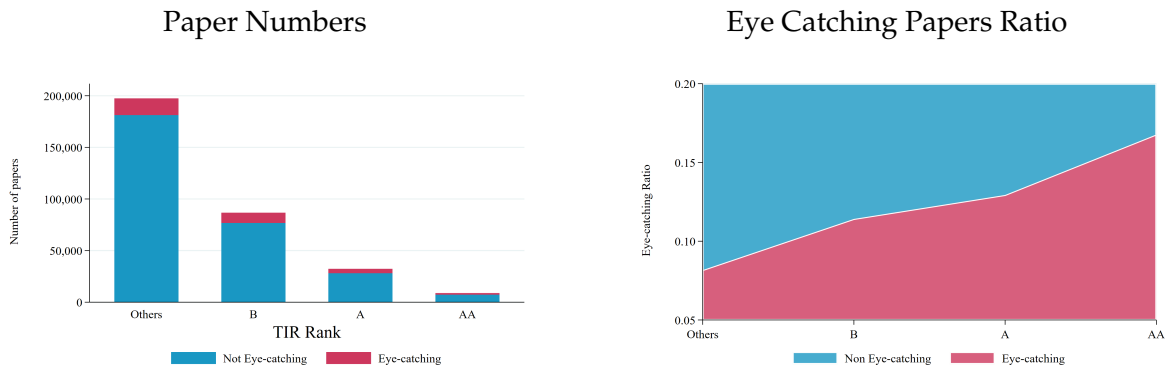 Paper Numbers
200,000
150,000
100,000
50,000
0
Number of papers
Others B A AA
TIR Rank
Not Eye-catching Eye-catching
Eye Catching Papers Ratio
0.20
0.15
0.10
0.05
Eye-catching Ratio
Others B A AA
Non Eye-catching Eye-catching